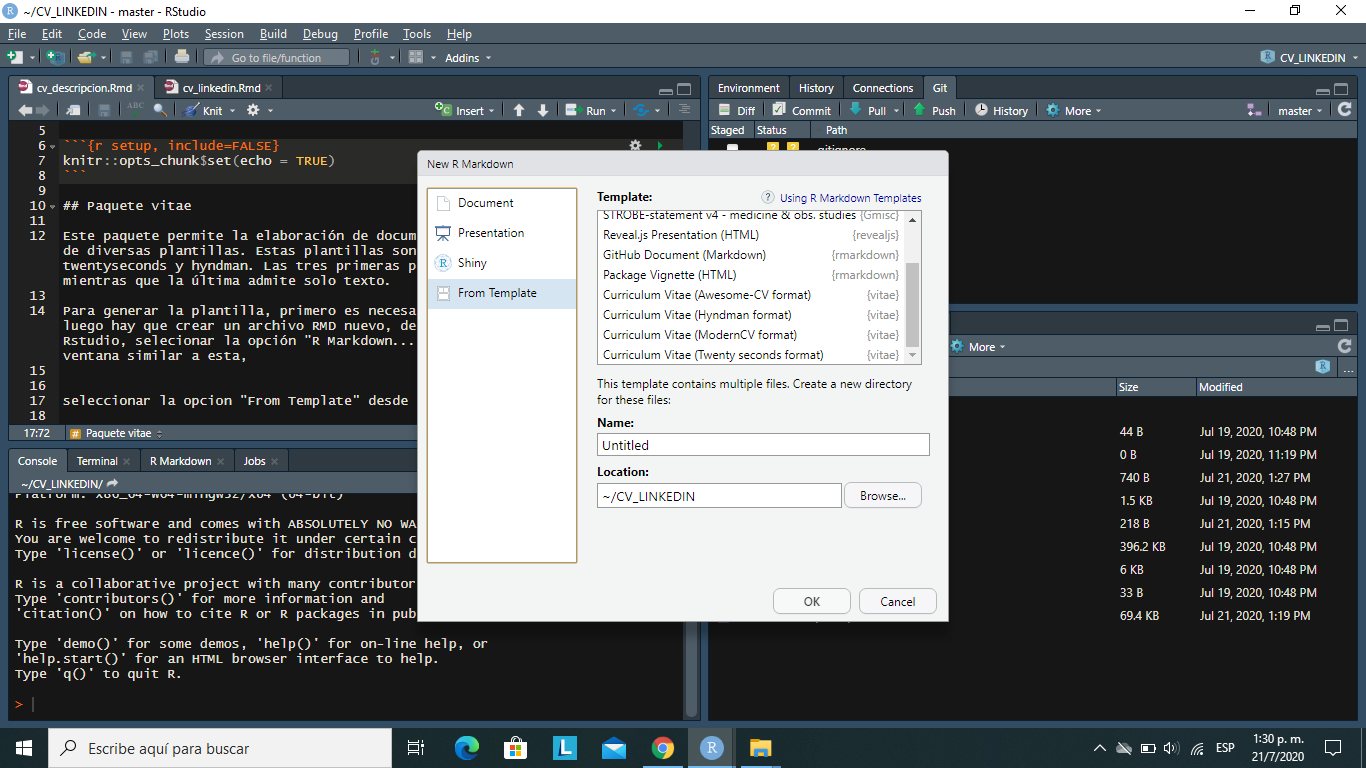 ~/CV_LINKEDIN - master - RStudio
File Edit Code View Plots Session Build Debug Profile Tools Help
Go to file/function
Addins
CV_LINKEDIN
cv_descripcion.Rmd
cv_linkedin.Rmd
Knit
Insert
Run
5
6 ```{r setup, include=FALSE}
7 knitr::opts_chunk$set(echo = TRUE)
8 ```
9
10 ## Paquete vitae
11
12 Este paquete permite la elaboración de docum
de diversas plantillas. Estas plantillas son
twentyseconds y hyndman. Las tres primeras p
mientras que la última admite solo texto.
13
14 Para generar la plantilla, primero es necesa
luego hay que crear un archivo RMD nuevo, de
Rstudio, selecionar la opción "R Markdown...
ventana similar a esta,
15
16
17 seleccionar la opcion "From Template" desde
18
17:72 # Paquete vitae
Console Terminal R Markdown Jobs
~/CV_LINKEDIN/
Platform: x86_64-w64-mingw32/x64 (64-bit)
R is free software and comes with ABSOLUTELY NO WA
You are welcome to redistribute it under certain c
Type 'license()' or 'licence()' for distribution d
R is a collaborative project with many contributor
Type 'contributors()' for more information and
'citation()' on how to cite R or R packages in pub
Type 'demo()' for some demos, 'help()' for on-line help, or
'help.start()' for an HTML browser interface to help.
Type 'q()' to quit R.
>
Environment History Connections Git
Diff Commit Pull Push History More master
Staged Status Path
? ? .gitignore
New R Markdown
Document
Presentation
Shiny
From Template
Template:
? Using R Markdown Templates
STROBE-statement v4 - medicine & obs. studies {Gmisc}
Reveal.js Presentation (HTML) {revealjs}
GitHub Document (Markdown) {rmarkdown}
Package Vignette (HTML) {rmarkdown}
Curriculum Vitae (Awesome-CV format) {vitae}
Curriculum Vitae (Hyndman format) {vitae}
Curriculum Vitae (ModernCV format) {vitae}
Curriculum Vitae (Twenty seconds format) {vitae}
This template contains multiple files. Create a new directory
for these files:
Name:
Untitled
Location:
~/CV_LINKEDIN
Browse...
OK Cancel
More
...
Size Modified
44 B Jul 19, 2020, 10:48 PM
0 B Jul 19, 2020, 11:19 PM
740 B Jul 21, 2020, 1:27 PM
1.5 KB Jul 19, 2020, 10:48 PM
218 B Jul 21, 2020, 1:15 PM
396.2 KB Jul 19, 2020, 10:48 PM
6 KB Jul 19, 2020, 10:48 PM
33 B Jul 19, 2020, 10:48 PM
69.4 KB Jul 21, 2020, 1:19 PM
Escribe aquí para buscar
L
R
ESP
1:30 p. m.
21/7/2020